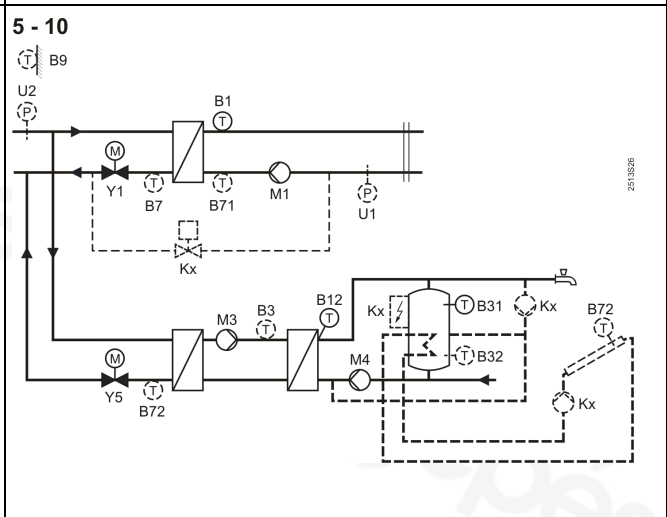 5 - 10
T B9
U2
P
B1
T
M
Y1
T
B7
T
B71
M1
P
U1
2513S26
Kx
B12
T
B3
T
M3
Kx
T B31
Kx
B72
T
M
Y5
T
B72
M4
T B32
Kx